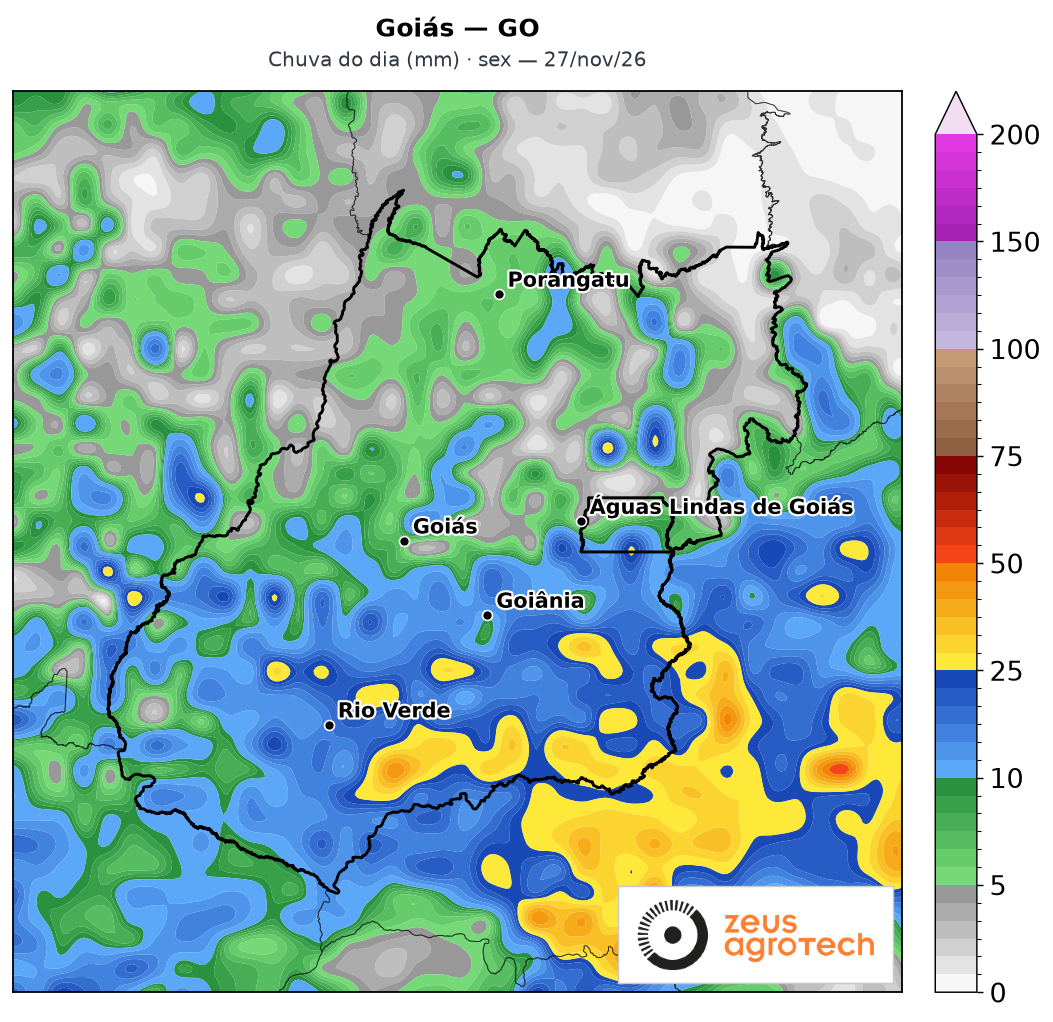 Goiás — GO
Chuva do dia (mm) · sex — 27/nov/26
200
150
100
75
50
25
10
5
0
Porangatu
Águas Lindas de Goiás
Goiás
Goiânia
Rio Verde
zeus
agrotech